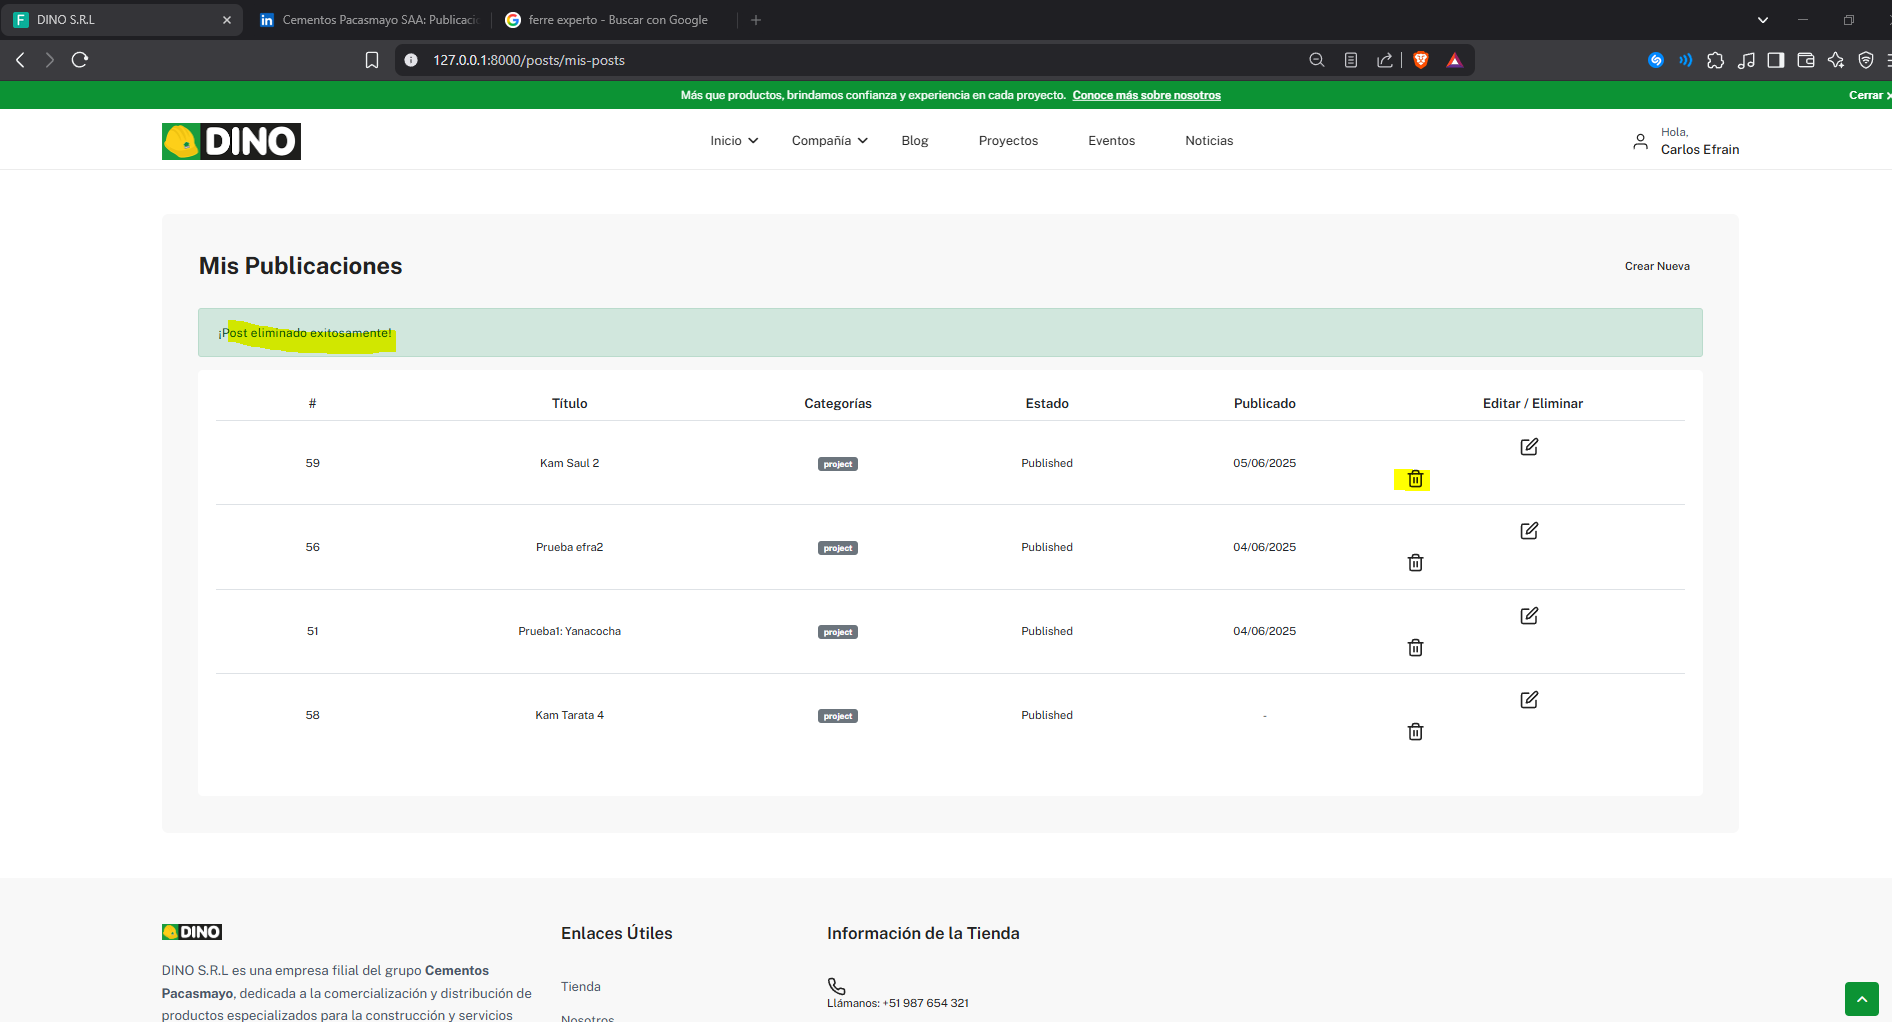 DINO S.R.L
Cementos Pacasmayo SAA: Publicaci
ferre experto - Buscar con Google
127.0.0.1:8000/posts/mis-posts
Más que productos, brindamos confianza y experiencia en cada proyecto. Conoce más sobre nosotros
Cerrar x
DINO
Inicio
Compañía
Blog
Proyectos
Eventos
Noticias
Hola,
Carlos Efrain
Mis Publicaciones
Crear Nueva
¡Post eliminado exitosamente!
# Título Categorías Estado Publicado Editar / Eliminar
59 Kam Saul 2 project Published 05/06/2025
56 Prueba efra2 project Published 04/06/2025
51 Prueba1: Yanacocha project Published 04/06/2025
58 Kam Tarata 4 project Published -
DINO
DINO S.R.L es una empresa filial del grupo Cementos
Pacasmayo, dedicada a la comercialización y distribución de
productos especializados para la construcción y servicios
Enlaces Útiles
Tienda
Nosotros
Información de la Tienda
Llámanos: +51 987 654 321